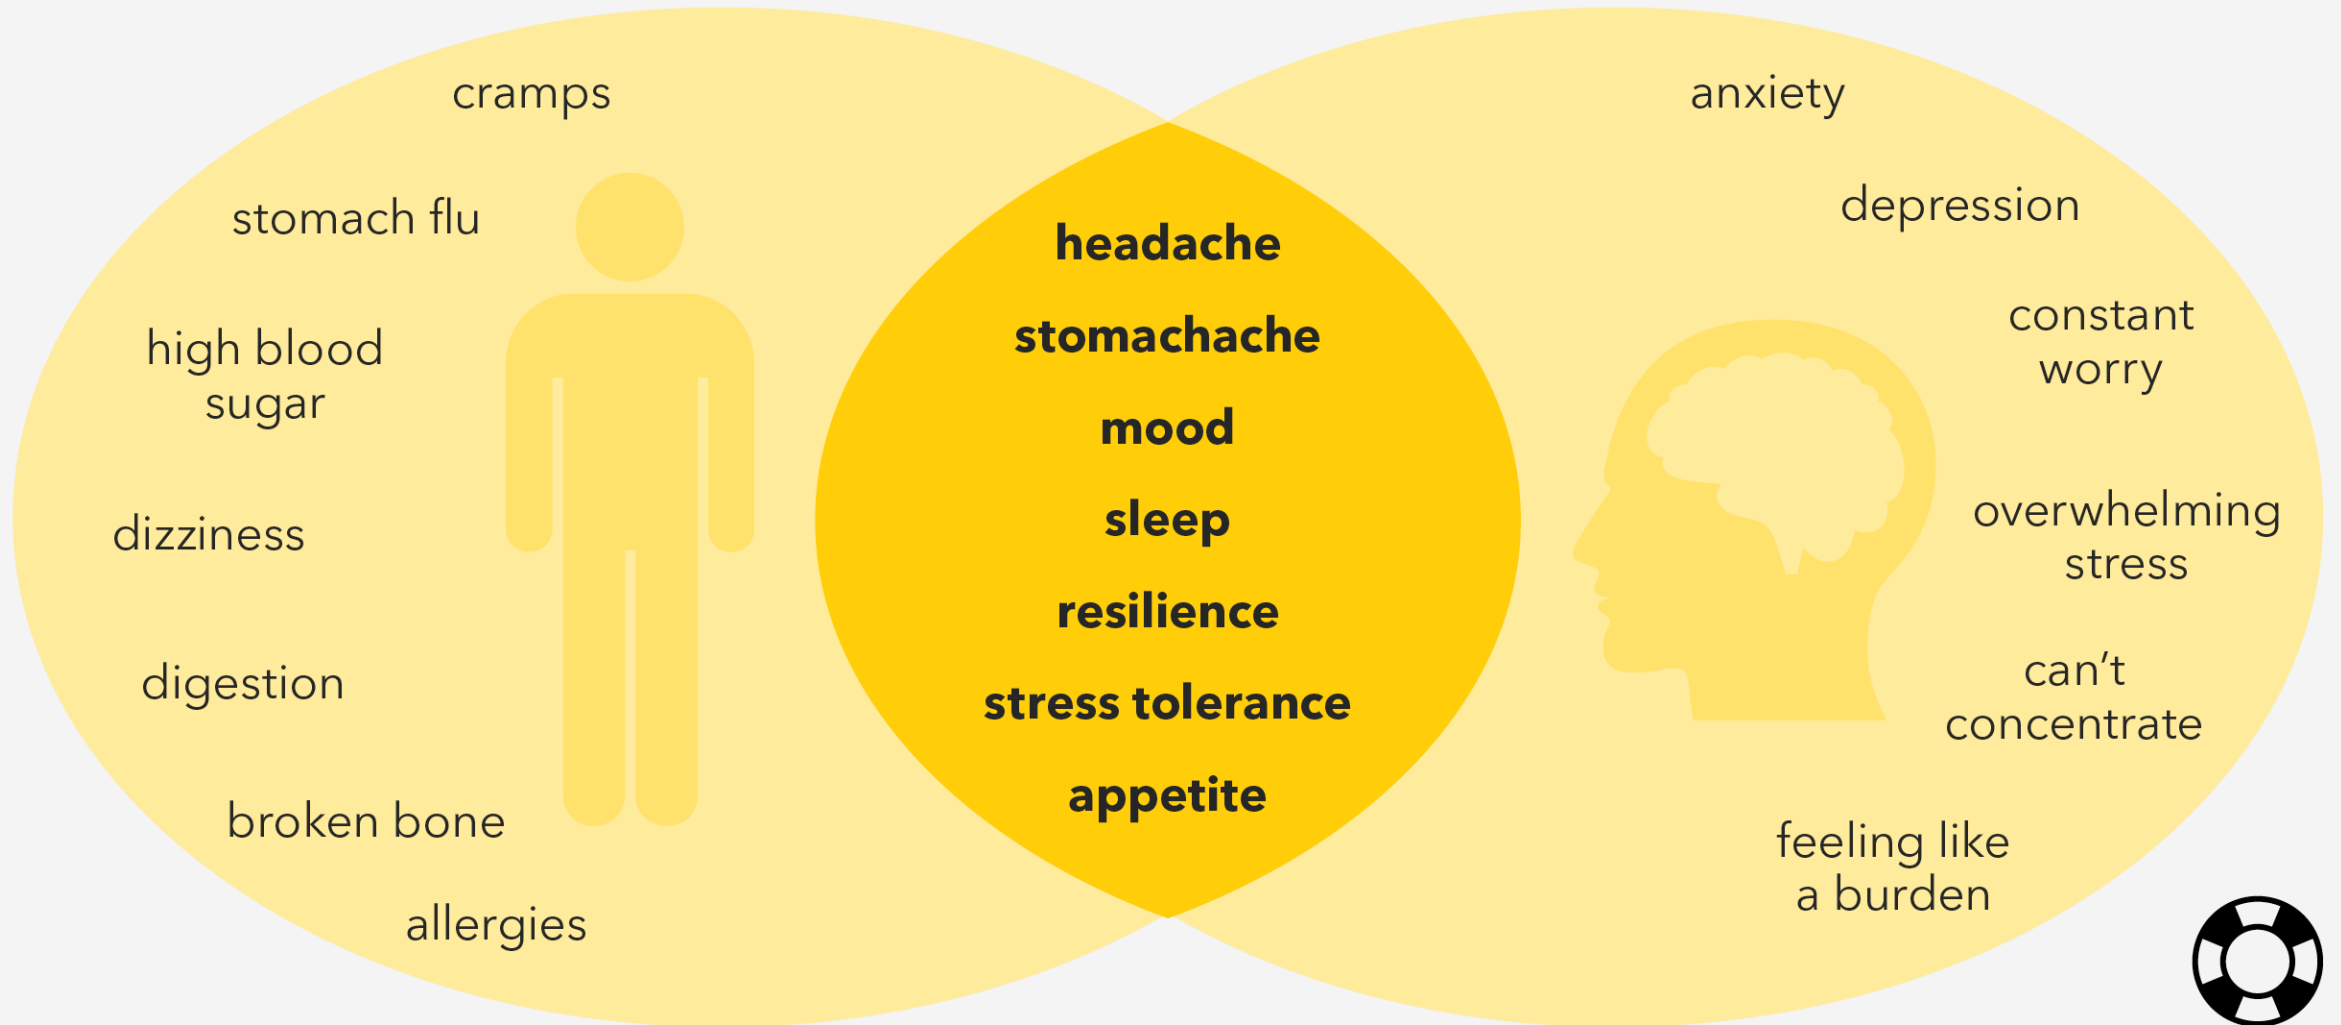 cramps
stomach flu
high blood
sugar
dizziness
digestion
broken bone
allergies
headache
stomachache
mood
sleep
resilience
stress tolerance
appetite
anxiety
depression
constant
worry
overwhelming
stress
can’t
concentrate
feeling like
a burden